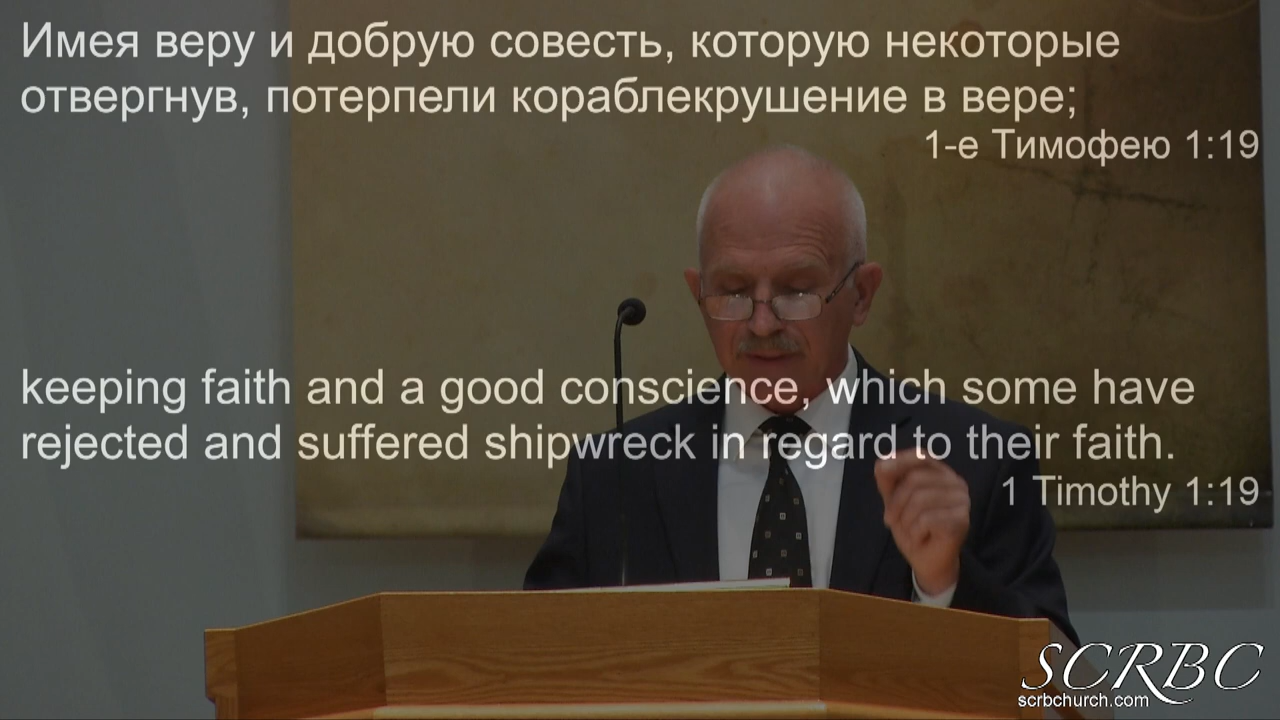 Имея веру и добрую совесть, которую некоторые
отвергнув, потерпели кораблекрушение в вере;
1-е Тимофею 1:19
keeping faith and a good conscience, which some have
rejected and suffered shipwreck in regard to their faith.
1 Timothy 1:19
SCRBC
scrbchurch.com